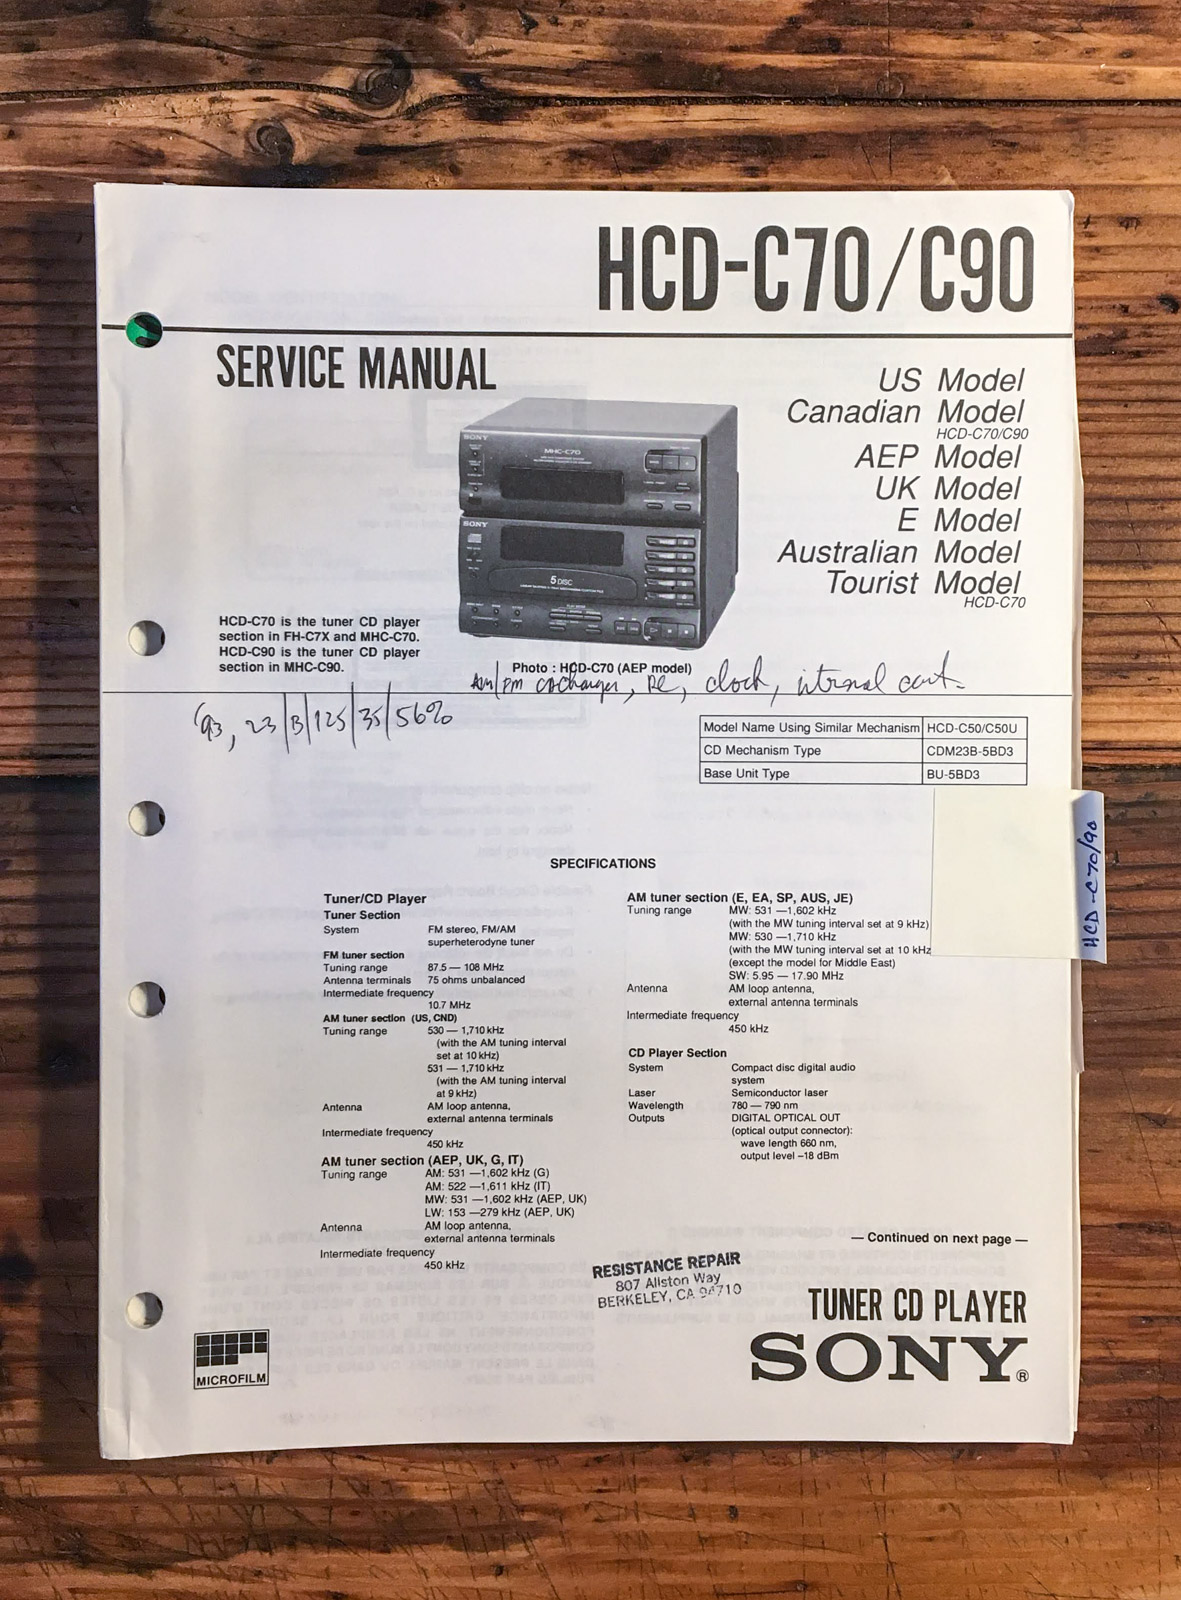 HCD-C70/C90
SERVICE MANUAL
US Model
Canadian Model
HCD-C70/C90
AEP Model
UK Model
E Model
Australian Model
Tourist Model
HCD-C70
SONY
MHC-C70
SONY
5 DISC
HCD-C70 is the tuner CD player
section in FH-C7X and MHC-C70.
HCD-C90 is the tuner CD player
section in MHC-C90.
Photo : HCD-C70 (AEP model)
AM/FM CD changer, RC, clock, internal
'93, 23/B/125/35/56%
Model Name Using Similar Mechanism HCD-C50/C50U
CD Mechanism Type CDM23B-5BD3
Base Unit Type BU-5BD3
HCD-C70/90
SPECIFICATIONS
Tuner/CD Player
Tuner Section
System FM stereo, FM/AM
superheterodyne tuner
FM tuner section
Tuning range 87.5 — 108 MHz
Antenna terminals 75 ohms unbalanced
Intermediate frequency
10.7 MHz
AM tuner section (US, CND)
Tuning range 530 — 1,710 kHz
(with the AM tuning interval
set at 10 kHz)
531 — 1,710 kHz
(with the AM tuning interval
at 9 kHz)
Antenna AM loop antenna,
external antenna terminals
Intermediate frequency
450 kHz
AM tuner section (AEP, UK, G, IT)
Tuning range AM: 531 —1,602 kHz (G)
AM: 522 —1,611 kHz (IT)
MW: 531 —1,602 kHz (AEP, UK)
LW: 153 —279 kHz (AEP, UK)
Antenna AM loop antenna,
external antenna terminals
Intermediate frequency
450 kHz
AM tuner section (E, EA, SP, AUS, JE)
Tuning range MW: 531 —1,602 kHz
(with the MW tuning interval set at 9 kHz)
MW: 530 —1,710 kHz
(with the MW tuning interval set at 10 kHz
(except the model for Middle East)
SW: 5.95 — 17.90 MHz
Antenna AM loop antenna,
external antenna terminals
Intermediate frequency
450 kHz
CD Player Section
System Compact disc digital audio
system
Laser Semiconductor laser
Wavelength 780 — 790 nm
Outputs DIGITAL OPTICAL OUT
(optical output connector):
wave length 660 nm,
output level –18 dBm
— Continued on next page —
RESISTANCE REPAIR
807 Allston Way
BERKELEY, CA 94710
TUNER CD PLAYER
SONY®
MICROFILM